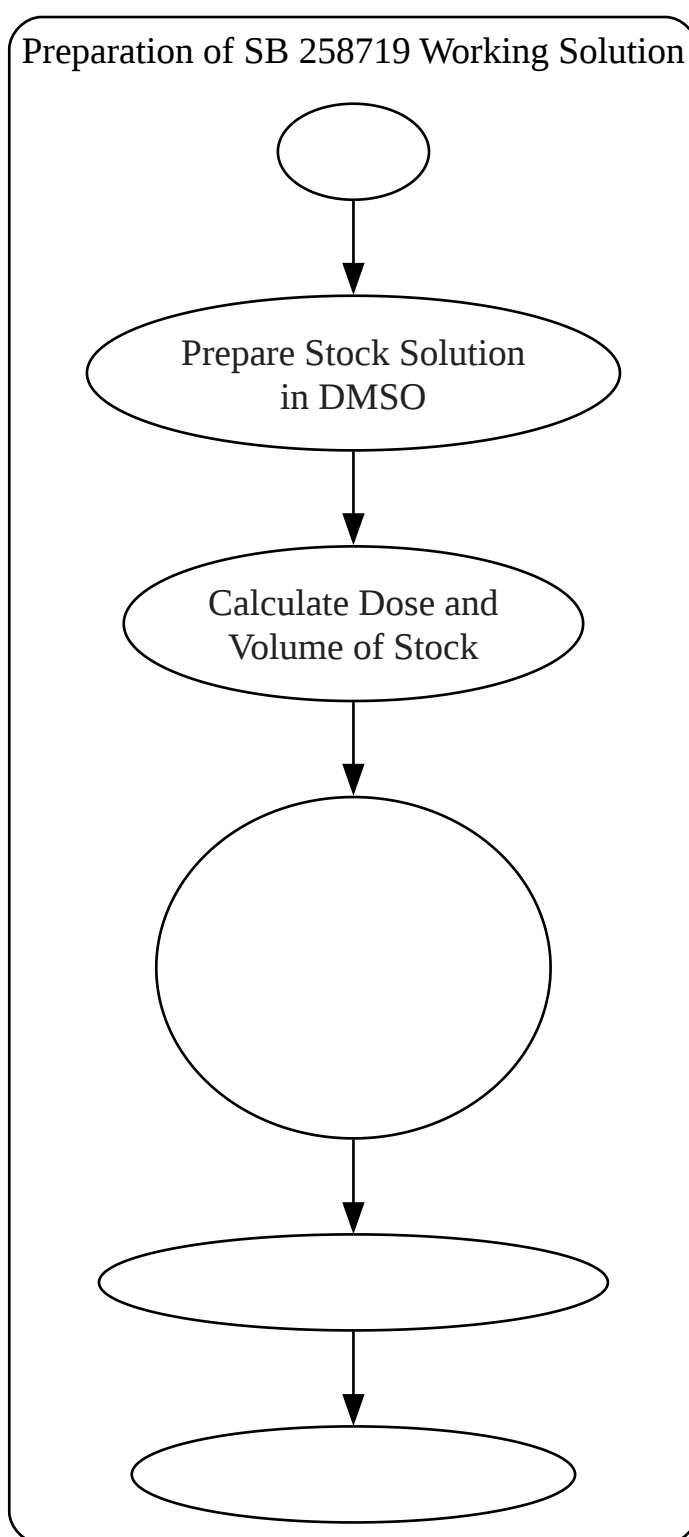 Preparation of SB 258719 Working Solution
Prepare Stock Solution
in DMSO
Calculate Dose and
Volume of Stock